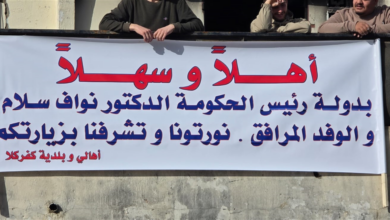 أهلاً و سهلاً
بدولة رئيس الحكومة الدكتور نواف سلام
و الوفد المرافق . نورتونا و تشرفنا بزيارتكم
أهالي و بلدية كفركلا